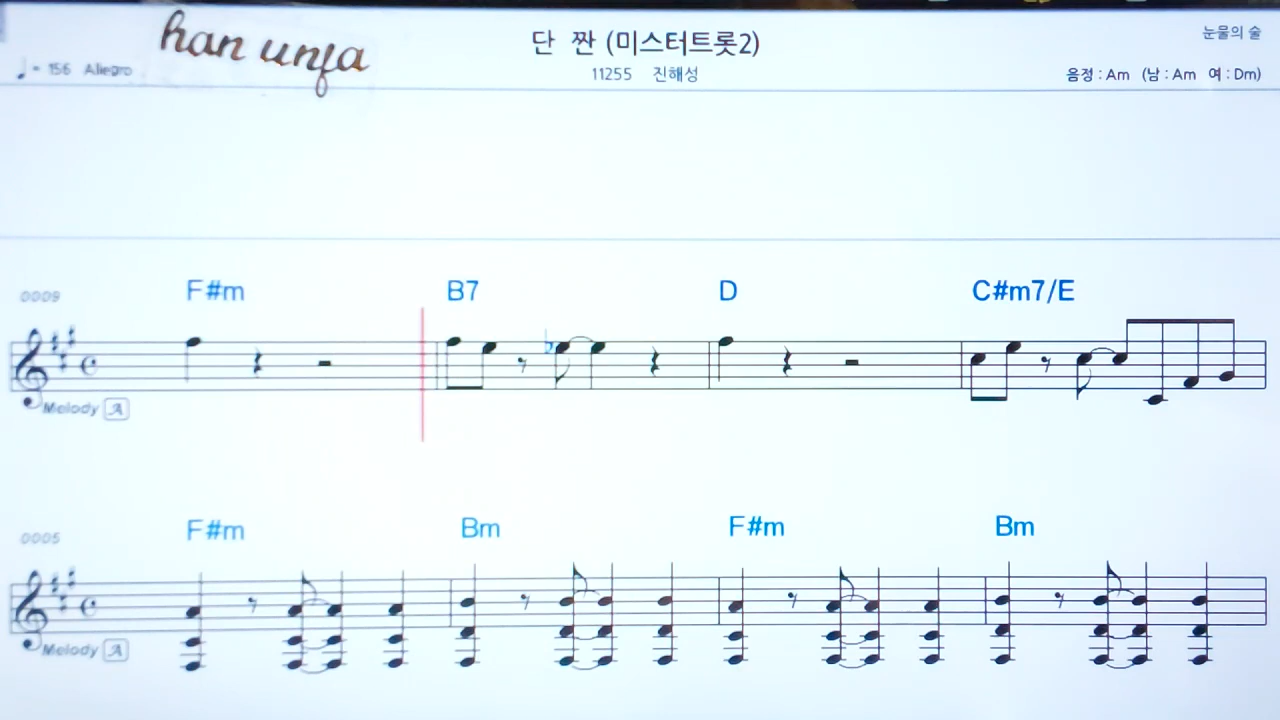 han unja
단 짠 (미스터트롯2)
눈물의 술
♩= 156 Allegro
11255 진해성
음정 : Am (남 : Am 여 : Dm)
0009 F#m B7 D C#m7/E
Melody A
0005 F#m Bm F#m Bm
Melody A